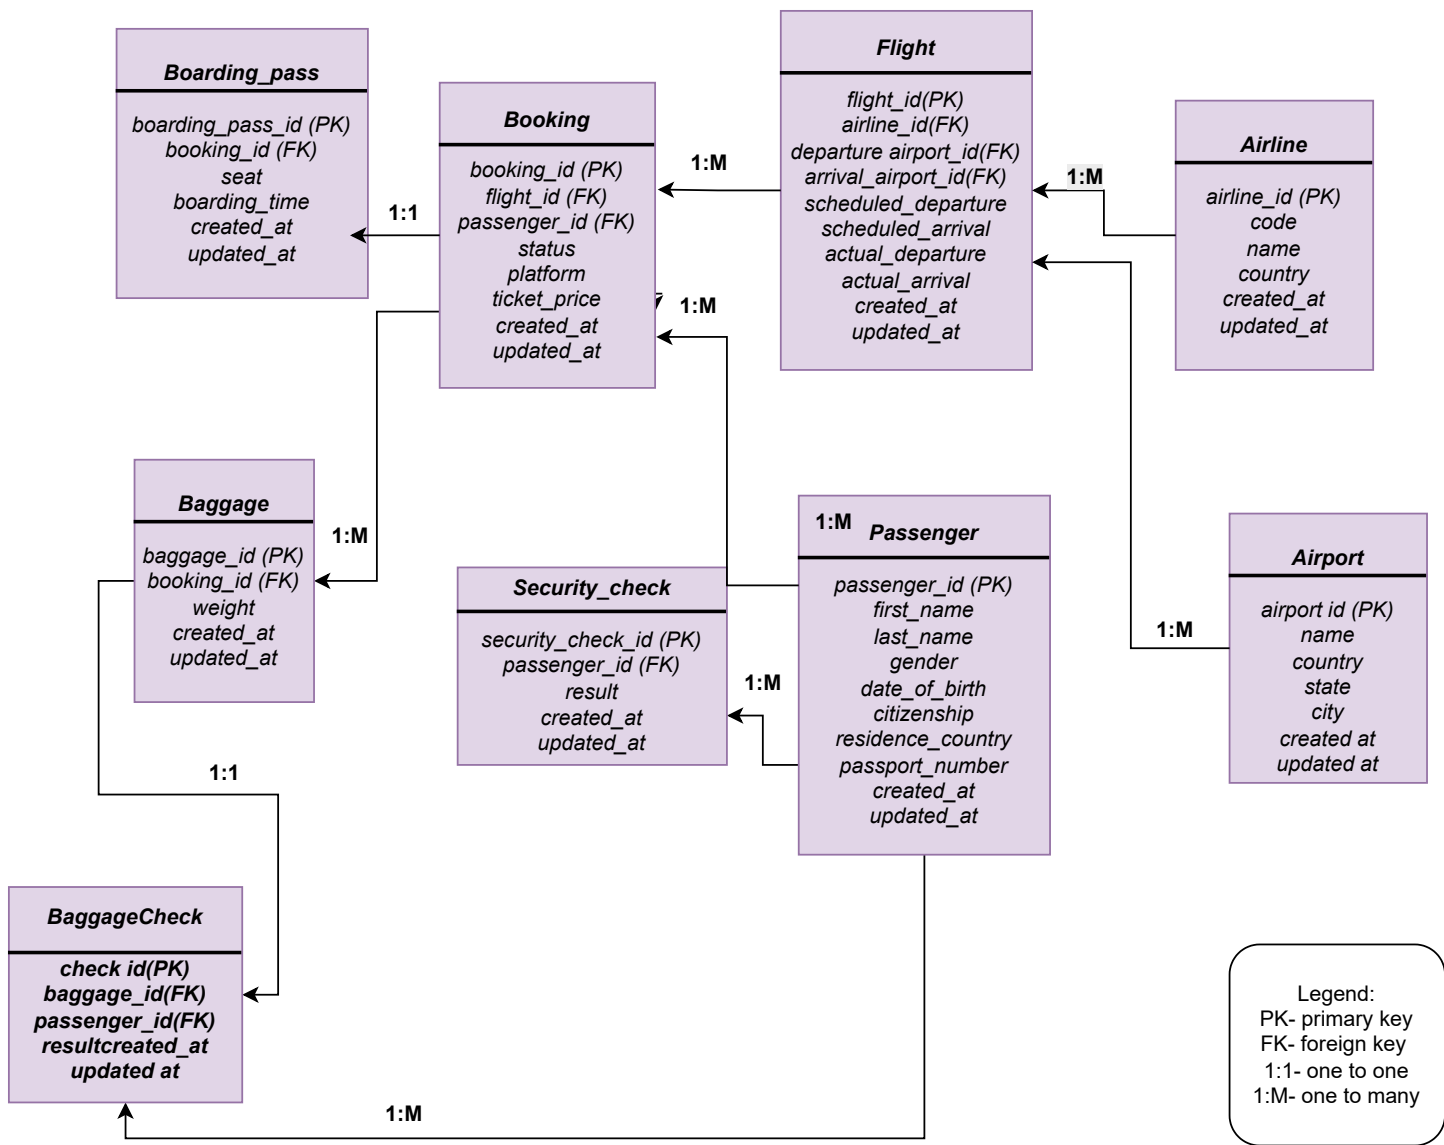 Boarding_pass
boarding_pass_id (PK)
booking_id (FK)
seat
boarding_time
created_at
updated_at
1:1
Booking
booking_id (PK)
flight_id (FK)
passenger_id (FK)
status
platform
ticket_price
created_at
updated_at
1:M
1:M
Flight
flight_id(PK)
airline_id(FK)
departure airport_id(FK)
arrival_airport_id(FK)
scheduled_departure
scheduled_arrival
actual_departure
actual_arrival
created_at
updated_at
1:M
Airline
airline_id (PK)
code
name
country
created_at
updated_at
Baggage
baggage_id (PK)
booking_id (FK)
weight
created_at
updated_at
1:M
Security_check
security_check_id (PK)
passenger_id (FK)
result
created_at
updated_at
1:M
1:M
Passenger
passenger_id (PK)
first_name
last_name
gender
date_of_birth
citizenship
residence_country
passport_number
created_at
updated_at
1:M
Airport
airport id (PK)
name
country
state
city
created at
updated at
1:1
BaggageCheck
check id(PK)
baggage_id(FK)
passenger_id(FK)
resultcreated_at
updated at
1:M
Legend:
PK- primary key
FK- foreign key
1:1- one to one
1:M- one to many